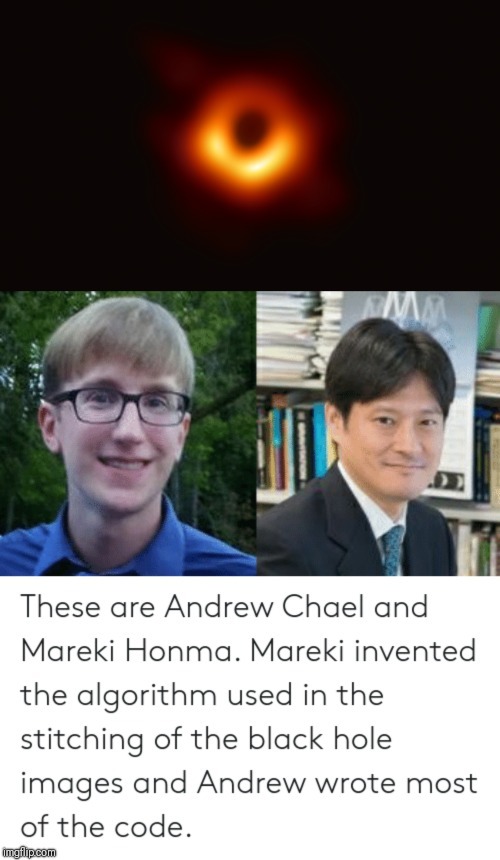 These are Andrew Chael and
Mareki Honma. Mareki invented
the algorithm used in the
stitching of the black hole
images and Andrew wrote most
of the code.
imgflip.com